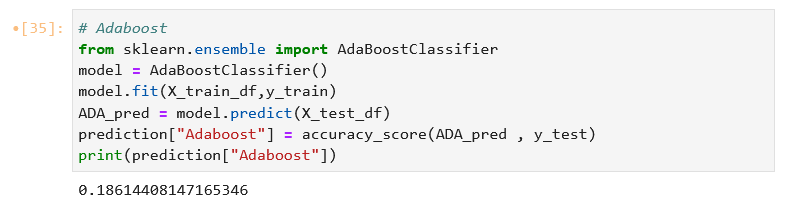 •[35]: # Adaboost
from sklearn.ensemble import AdaBoostClassifier
model = AdaBoostClassifier()
model.fit(X_train_df,y_train)
ADA_pred = model.predict(X_test_df)
prediction["Adaboost"] = accuracy_score(ADA_pred , y_test)
print(prediction["Adaboost"])
0.18614408147165346